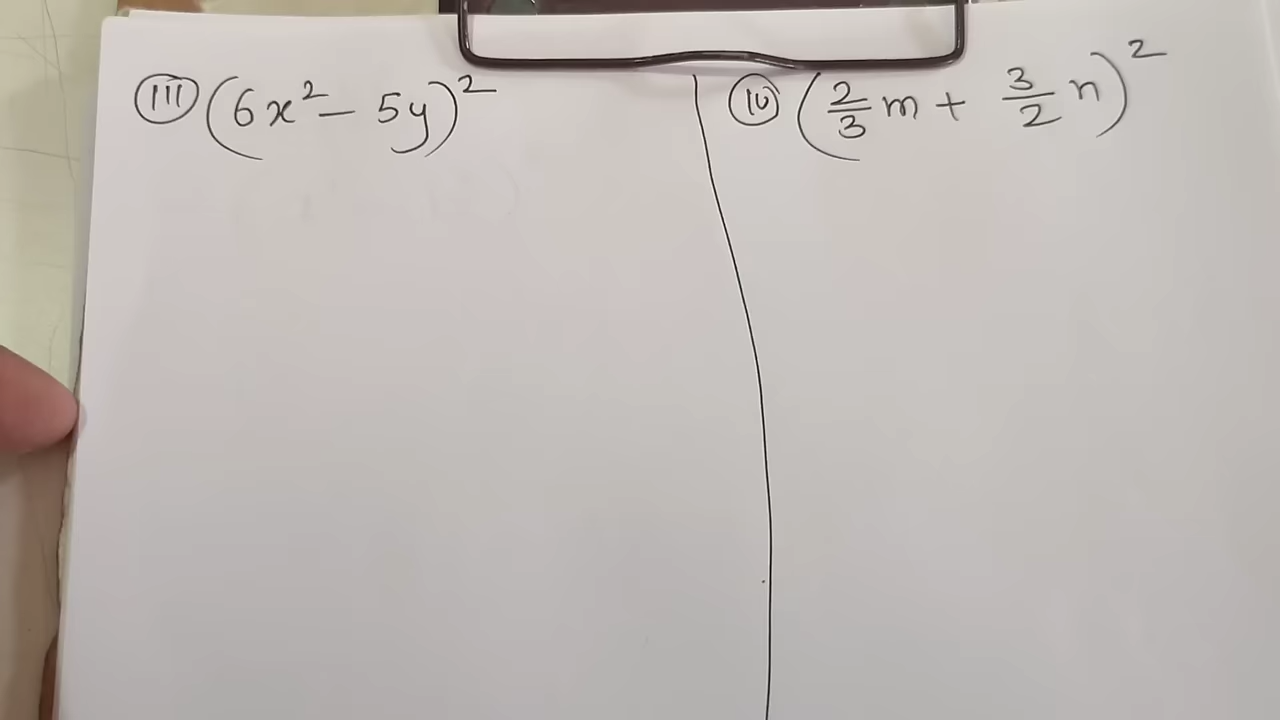 (iii) (6x² - 5y)²
(iv) (2/3 m + 3/2 n)²